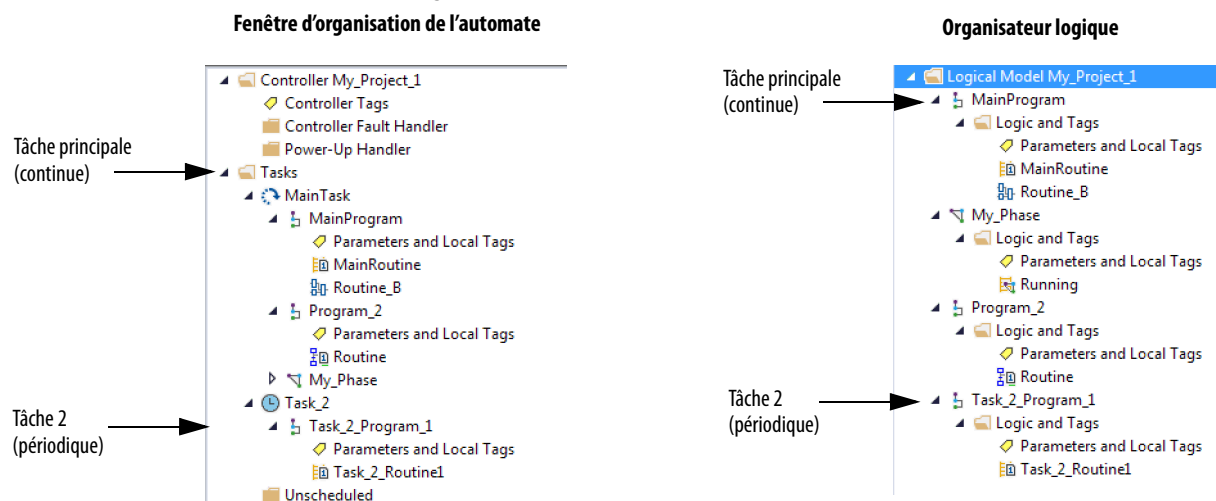 Fenêtre d’organisation de l’automate
Controller My_Project_1
Controller Tags
Controller Fault Handler
Power-Up Handler
Tâche principale
(continue)
Tasks
MainTask
MainProgram
Parameters and Local Tags
MainRoutine
Routine_B
Program_2
Parameters and Local Tags
Routine
My_Phase
Tâche 2
(périodique)
Task_2
Task_2_Program_1
Parameters and Local Tags
Task_2_Routine1
Unscheduled
Organisateur logique
Tâche principale
(continue)
Logical Model My_Project_1
MainProgram
Logic and Tags
Parameters and Local Tags
MainRoutine
Routine_B
My_Phase
Logic and Tags
Parameters and Local Tags
Running
Program_2
Logic and Tags
Parameters and Local Tags
Routine
Tâche 2
(périodique)
Task_2_Program_1
Logic and Tags
Parameters and Local Tags
Task_2_Routine1